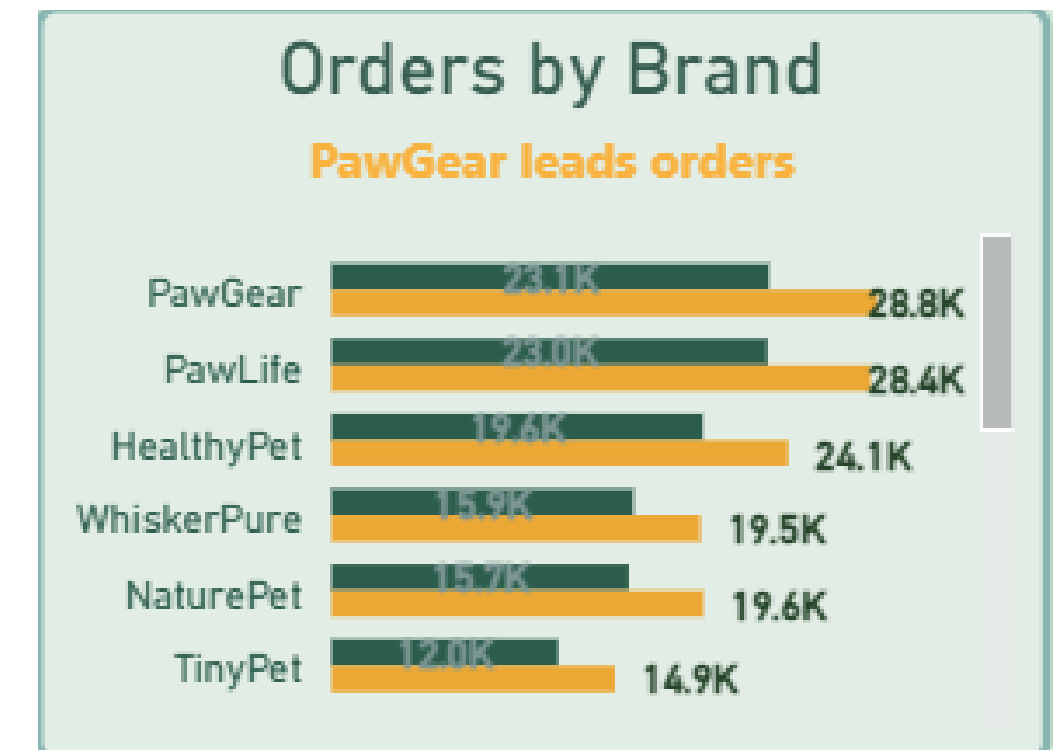 Orders by Brand
PawGear leads orders
PawGear 23.1K 28.8K
PawLife 23.0K 28.4K
HealthyPet 19.6K 24.1K
WhiskerPure 15.9K 19.5K
NaturePet 15.7K 19.6K
TinyPet 12.0K 14.9K